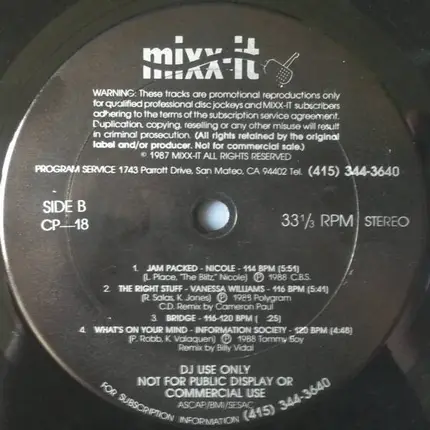 mixx-it
WARNING: These tracks are promotional reproductions only
for qualified professional disc jockeys and MIXX-IT subscribers
adhering to the terms of the subscription service agreement.
Duplication, copying, reselling or any other misuse will result
in criminal prosecution. (All rights retained by the original
label and/or producer. Not for commercial sale.)
© 1987 MIXX-IT ALL RIGHTS RESERVED
PROGRAM SERVICE 1743 Parrott Drive, San Mateo, CA 94402 Tel. (415) 344-3640
SIDE B
CP—18
33 1/3 RPM STEREO
1. JAM PACKED - NICOLE - 114 BPM (5:51)
(L. Place, "The Blitz," Nicole) Ⓟ 1988 C.B.S.
2. THE RIGHT STUFF - VANESSA WILLIAMS - 116 BPM (5:41)
(R. Salas, K. Jones) Ⓟ 1988 Polygram
C.D. Remix by Cameron Paul
3. BRIDGE - 116-120 BPM ( :25)
4. WHAT'S ON YOUR MIND - INFORMATION SOCIETY - 120 BPM (4:46)
(P. Robb, K. Valaquen) Ⓟ 1988 Tommy Boy
Remix by Billy Vidal
DJ USE ONLY
NOT FOR PUBLIC DISPLAY OR
COMMERCIAL USE
ASCAP/BMI/SESAC
FOR SUBSCRIPTION INFORMATION (415) 344-3640